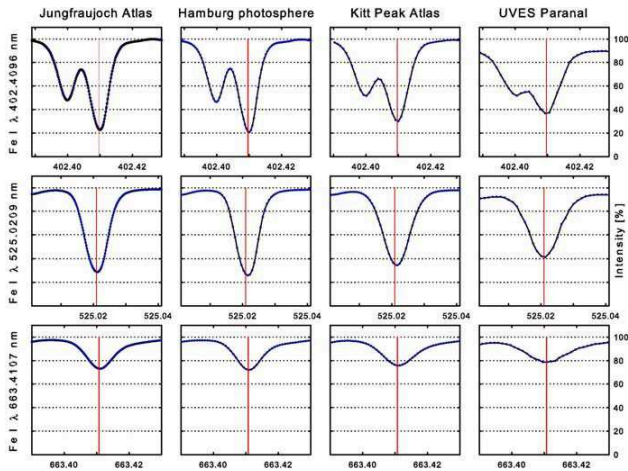 Jungfraujoch Atlas Hamburg photosphere Kitt Peak Atlas UVES Paranal
Fe I λ 402.4096 nm
100
80
60
40
20
0
402.40 402.42 402.40 402.42 402.40 402.42 402.40 402.42
Fe I λ 525.0209 nm
Intensity [%]
525.02 525.04 525.02 525.04 525.02 525.04 525.02 525.04
Fe I λ 663.4107 nm
100
80
60
40
20
0
663.40 663.42 663.40 663.42 663.40 663.42 663.40 663.42